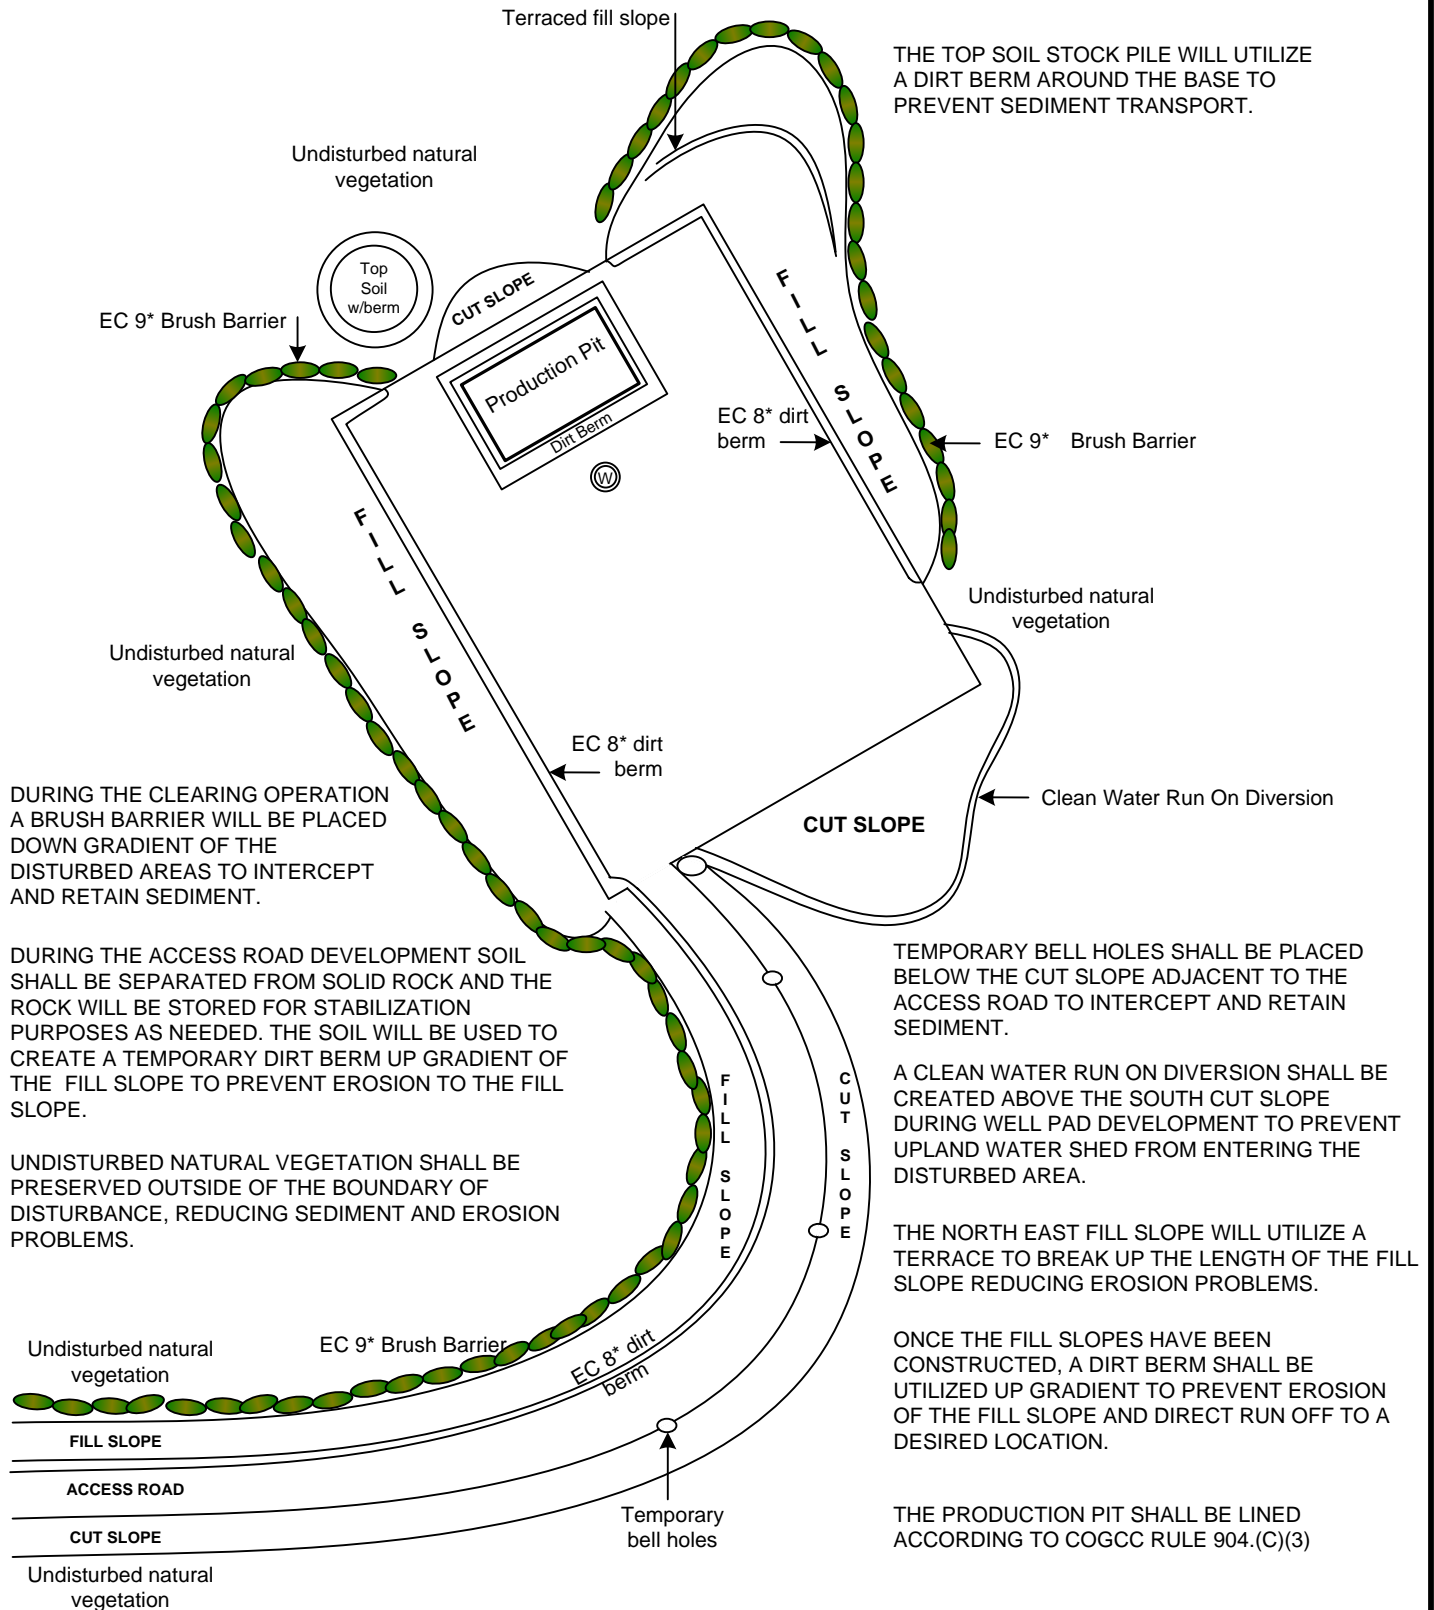 Terraced fill slope
THE TOP SOIL STOCK PILE WILL UTILIZE
A DIRT BERM AROUND THE BASE TO
PREVENT SEDIMENT TRANSPORT.
Undisturbed natural
vegetation
Top
Soil
w/berm
CUT SLOPE
EC 9* Brush Barrier
Production Pit
Dirt Berm
W
FILL SLOPE
EC 8* dirt
berm
EC 9* Brush Barrier
FILL SLOPE
Undisturbed natural
vegetation
Undisturbed natural
vegetation
EC 8* dirt
berm
Clean Water Run On Diversion
CUT SLOPE
DURING THE CLEARING OPERATION
A BRUSH BARRIER WILL BE PLACED
DOWN GRADIENT OF THE
DISTURBED AREAS TO INTERCEPT
AND RETAIN SEDIMENT.
DURING THE ACCESS ROAD DEVELOPMENT SOIL
SHALL BE SEPARATED FROM SOLID ROCK AND THE
ROCK WILL BE STORED FOR STABILIZATION
PURPOSES AS NEEDED. THE SOIL WILL BE USED TO
CREATE A TEMPORARY DIRT BERM UP GRADIENT OF
THE FILL SLOPE TO PREVENT EROSION TO THE FILL
SLOPE.
UNDISTURBED NATURAL VEGETATION SHALL BE
PRESERVED OUTSIDE OF THE BOUNDARY OF
DISTURBANCE, REDUCING SEDIMENT AND EROSION
PROBLEMS.
FILL SLOPE
CUT SLOPE
TEMPORARY BELL HOLES SHALL BE PLACED
BELOW THE CUT SLOPE ADJACENT TO THE
ACCESS ROAD TO INTERCEPT AND RETAIN
SEDIMENT.
A CLEAN WATER RUN ON DIVERSION SHALL BE
CREATED ABOVE THE SOUTH CUT SLOPE
DURING WELL PAD DEVELOPMENT TO PREVENT
UPLAND WATER SHED FROM ENTERING THE
DISTURBED AREA.
THE NORTH EAST FILL SLOPE WILL UTILIZE A
TERRACE TO BREAK UP THE LENGTH OF THE FILL
SLOPE REDUCING EROSION PROBLEMS.
ONCE THE FILL SLOPES HAVE BEEN
CONSTRUCTED, A DIRT BERM SHALL BE
UTILIZED UP GRADIENT TO PREVENT EROSION
OF THE FILL SLOPE AND DIRECT RUN OFF TO A
DESIRED LOCATION.
THE PRODUCTION PIT SHALL BE LINED
ACCORDING TO COGCC RULE 904.(C)(3)
Undisturbed natural
vegetation
EC 9* Brush Barrier
EC 8* dirt
berm
FILL SLOPE
ACCESS ROAD
CUT SLOPE
Temporary
bell holes
Undisturbed natural
vegetation